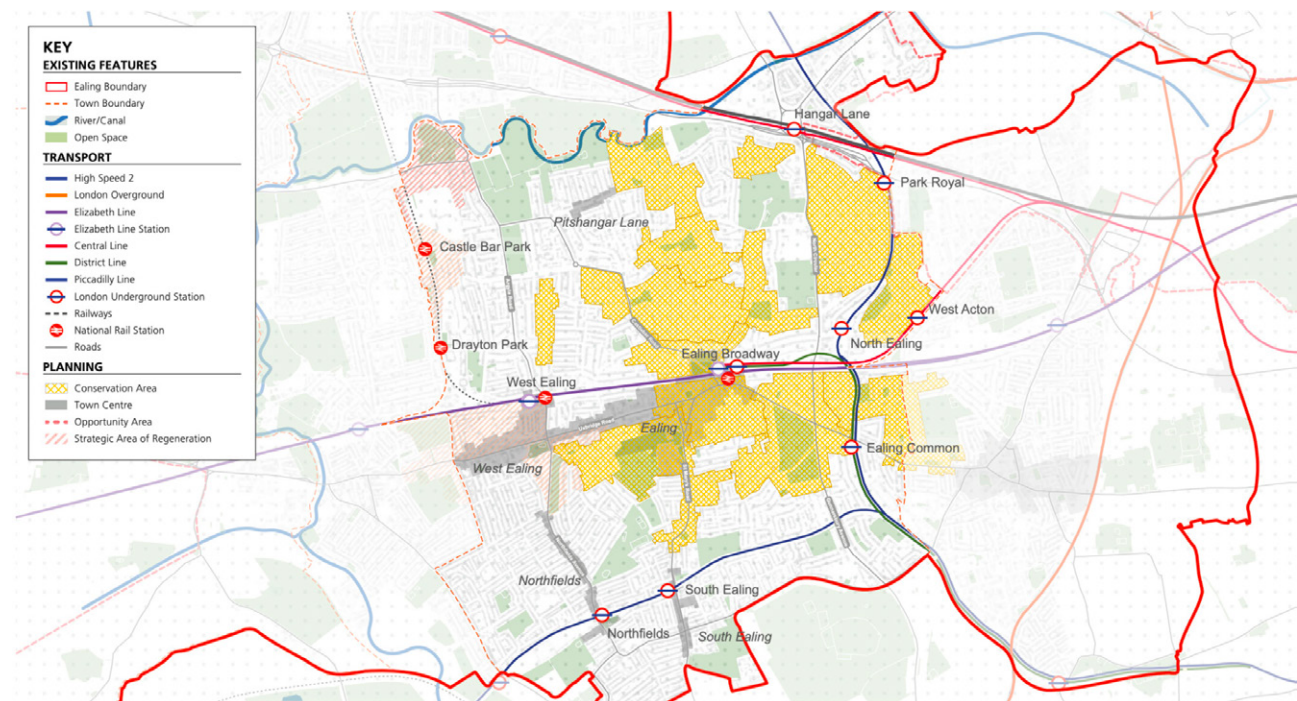 KEY
EXISTING FEATURES
Ealing Boundary
Town Boundary
River/Canal
Open Space
TRANSPORT
High Speed 2
London Overground
Elizabeth Line
Elizabeth Line Station
Central Line
District Line
Piccadilly Line
London Underground Station
Railways
National Rail Station
Roads
PLANNING
Conservation Area
Town Centre
Opportunity Area
Strategic Area of Regeneration
Hangar Lane
Park Royal
Pitshangar Lane
Castle Bar Park
West Acton
North Ealing
Drayton Park
Ealing Broadway
West Ealing
Uxbridge Road
Ealing
Ealing Common
West Ealing
Northfields
South Ealing
Northfields
South Ealing